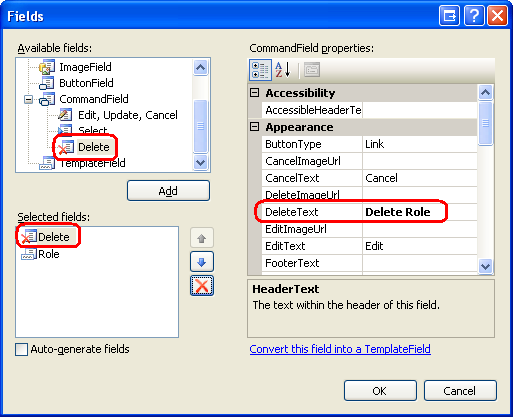 Fields
Available fields:
ImageField
ButtonField
CommandField
Edit, Update, Cancel
Select
Delete
TemplateField
Add
Selected fields:
Delete
Role
Auto-generate fields
CommandField properties:
Accessibility
AccessibleHeaderTe
Appearance
ButtonType Link
CancelImageUrl
CancelText Cancel
DeleteImageUrl
DeleteText Delete Role
EditImageUrl
EditText Edit
FooterText
HeaderText
The text within the header of this field.
Convert this field into a TemplateField
OK Cancel